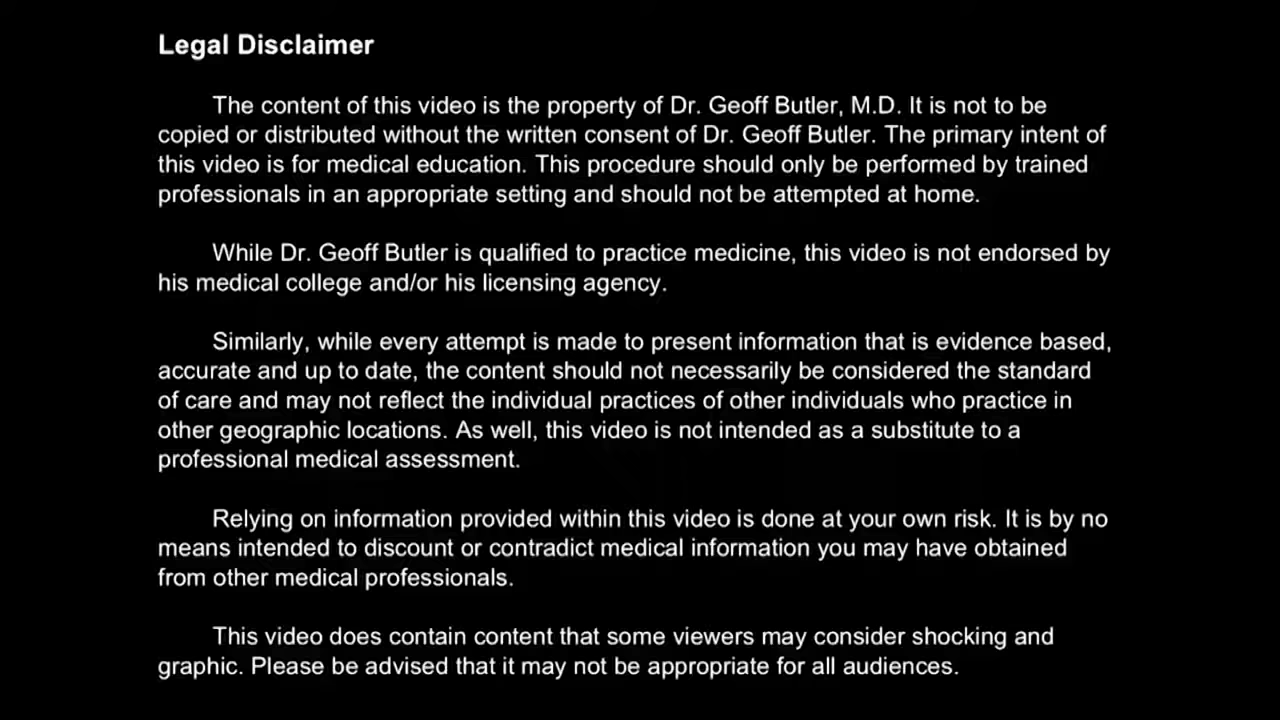 Legal Disclaimer
The content of this video is the property of Dr. Geoff Butler, M.D. It is not to be
copied or distributed without the written consent of Dr. Geoff Butler. The primary intent of
this video is for medical education. This procedure should only be performed by trained
professionals in an appropriate setting and should not be attempted at home.
While Dr. Geoff Butler is qualified to practice medicine, this video is not endorsed by
his medical college and/or his licensing agency.
Similarly, while every attempt is made to present information that is evidence based,
accurate and up to date, the content should not necessarily be considered the standard
of care and may not reflect the individual practices of other individuals who practice in
other geographic locations. As well, this video is not intended as a substitute to a
professional medical assessment.
Relying on information provided within this video is done at your own risk. It is by no
means intended to discount or contradict medical information you may have obtained
from other medical professionals.
This video does contain content that some viewers may consider shocking and
graphic. Please be advised that it may not be appropriate for all audiences.